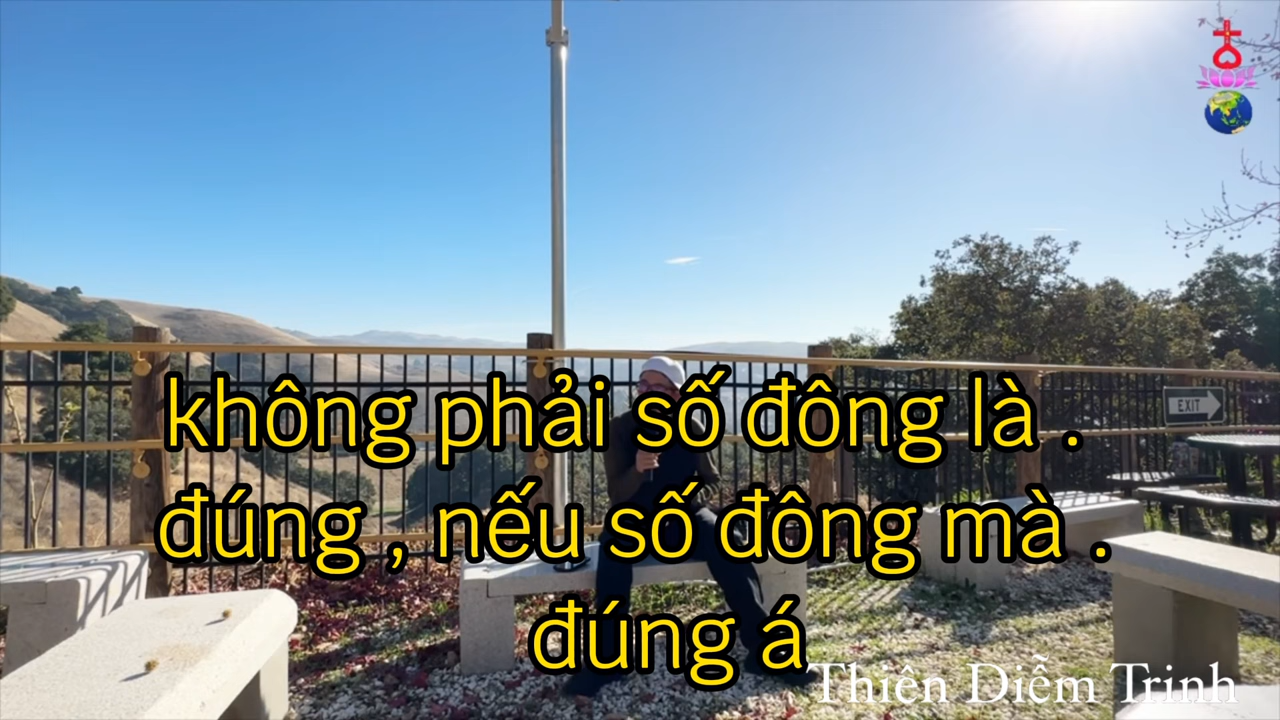 EXIT
không phải số đông là .
đúng , nếu số đông mà .
đúng á
Thiên Diễm Trinh